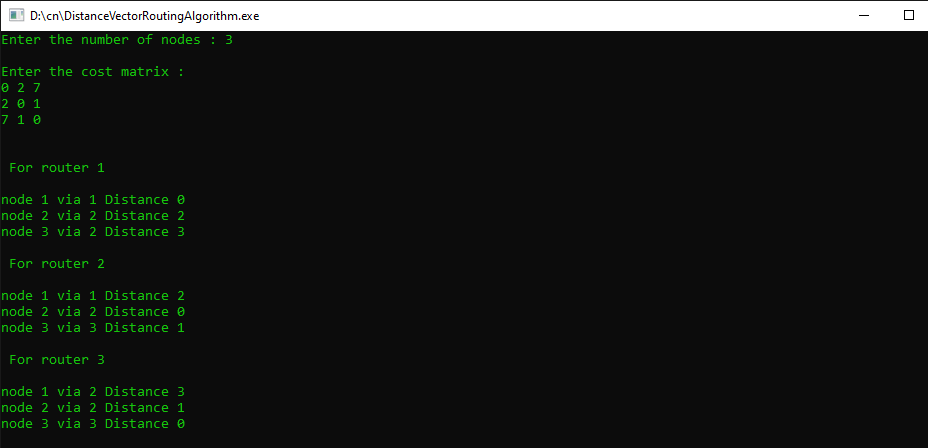 D:\cn\DistanceVectorRoutingAlgorithm.exe
Enter the number of nodes : 3
Enter the cost matrix :
0 2 7
2 0 1
7 1 0
For router 1
node 1 via 1 Distance 0
node 2 via 2 Distance 2
node 3 via 2 Distance 3
For router 2
node 1 via 1 Distance 2
node 2 via 2 Distance 0
node 3 via 3 Distance 1
For router 3
node 1 via 2 Distance 3
node 2 via 2 Distance 1
node 3 via 3 Distance 0